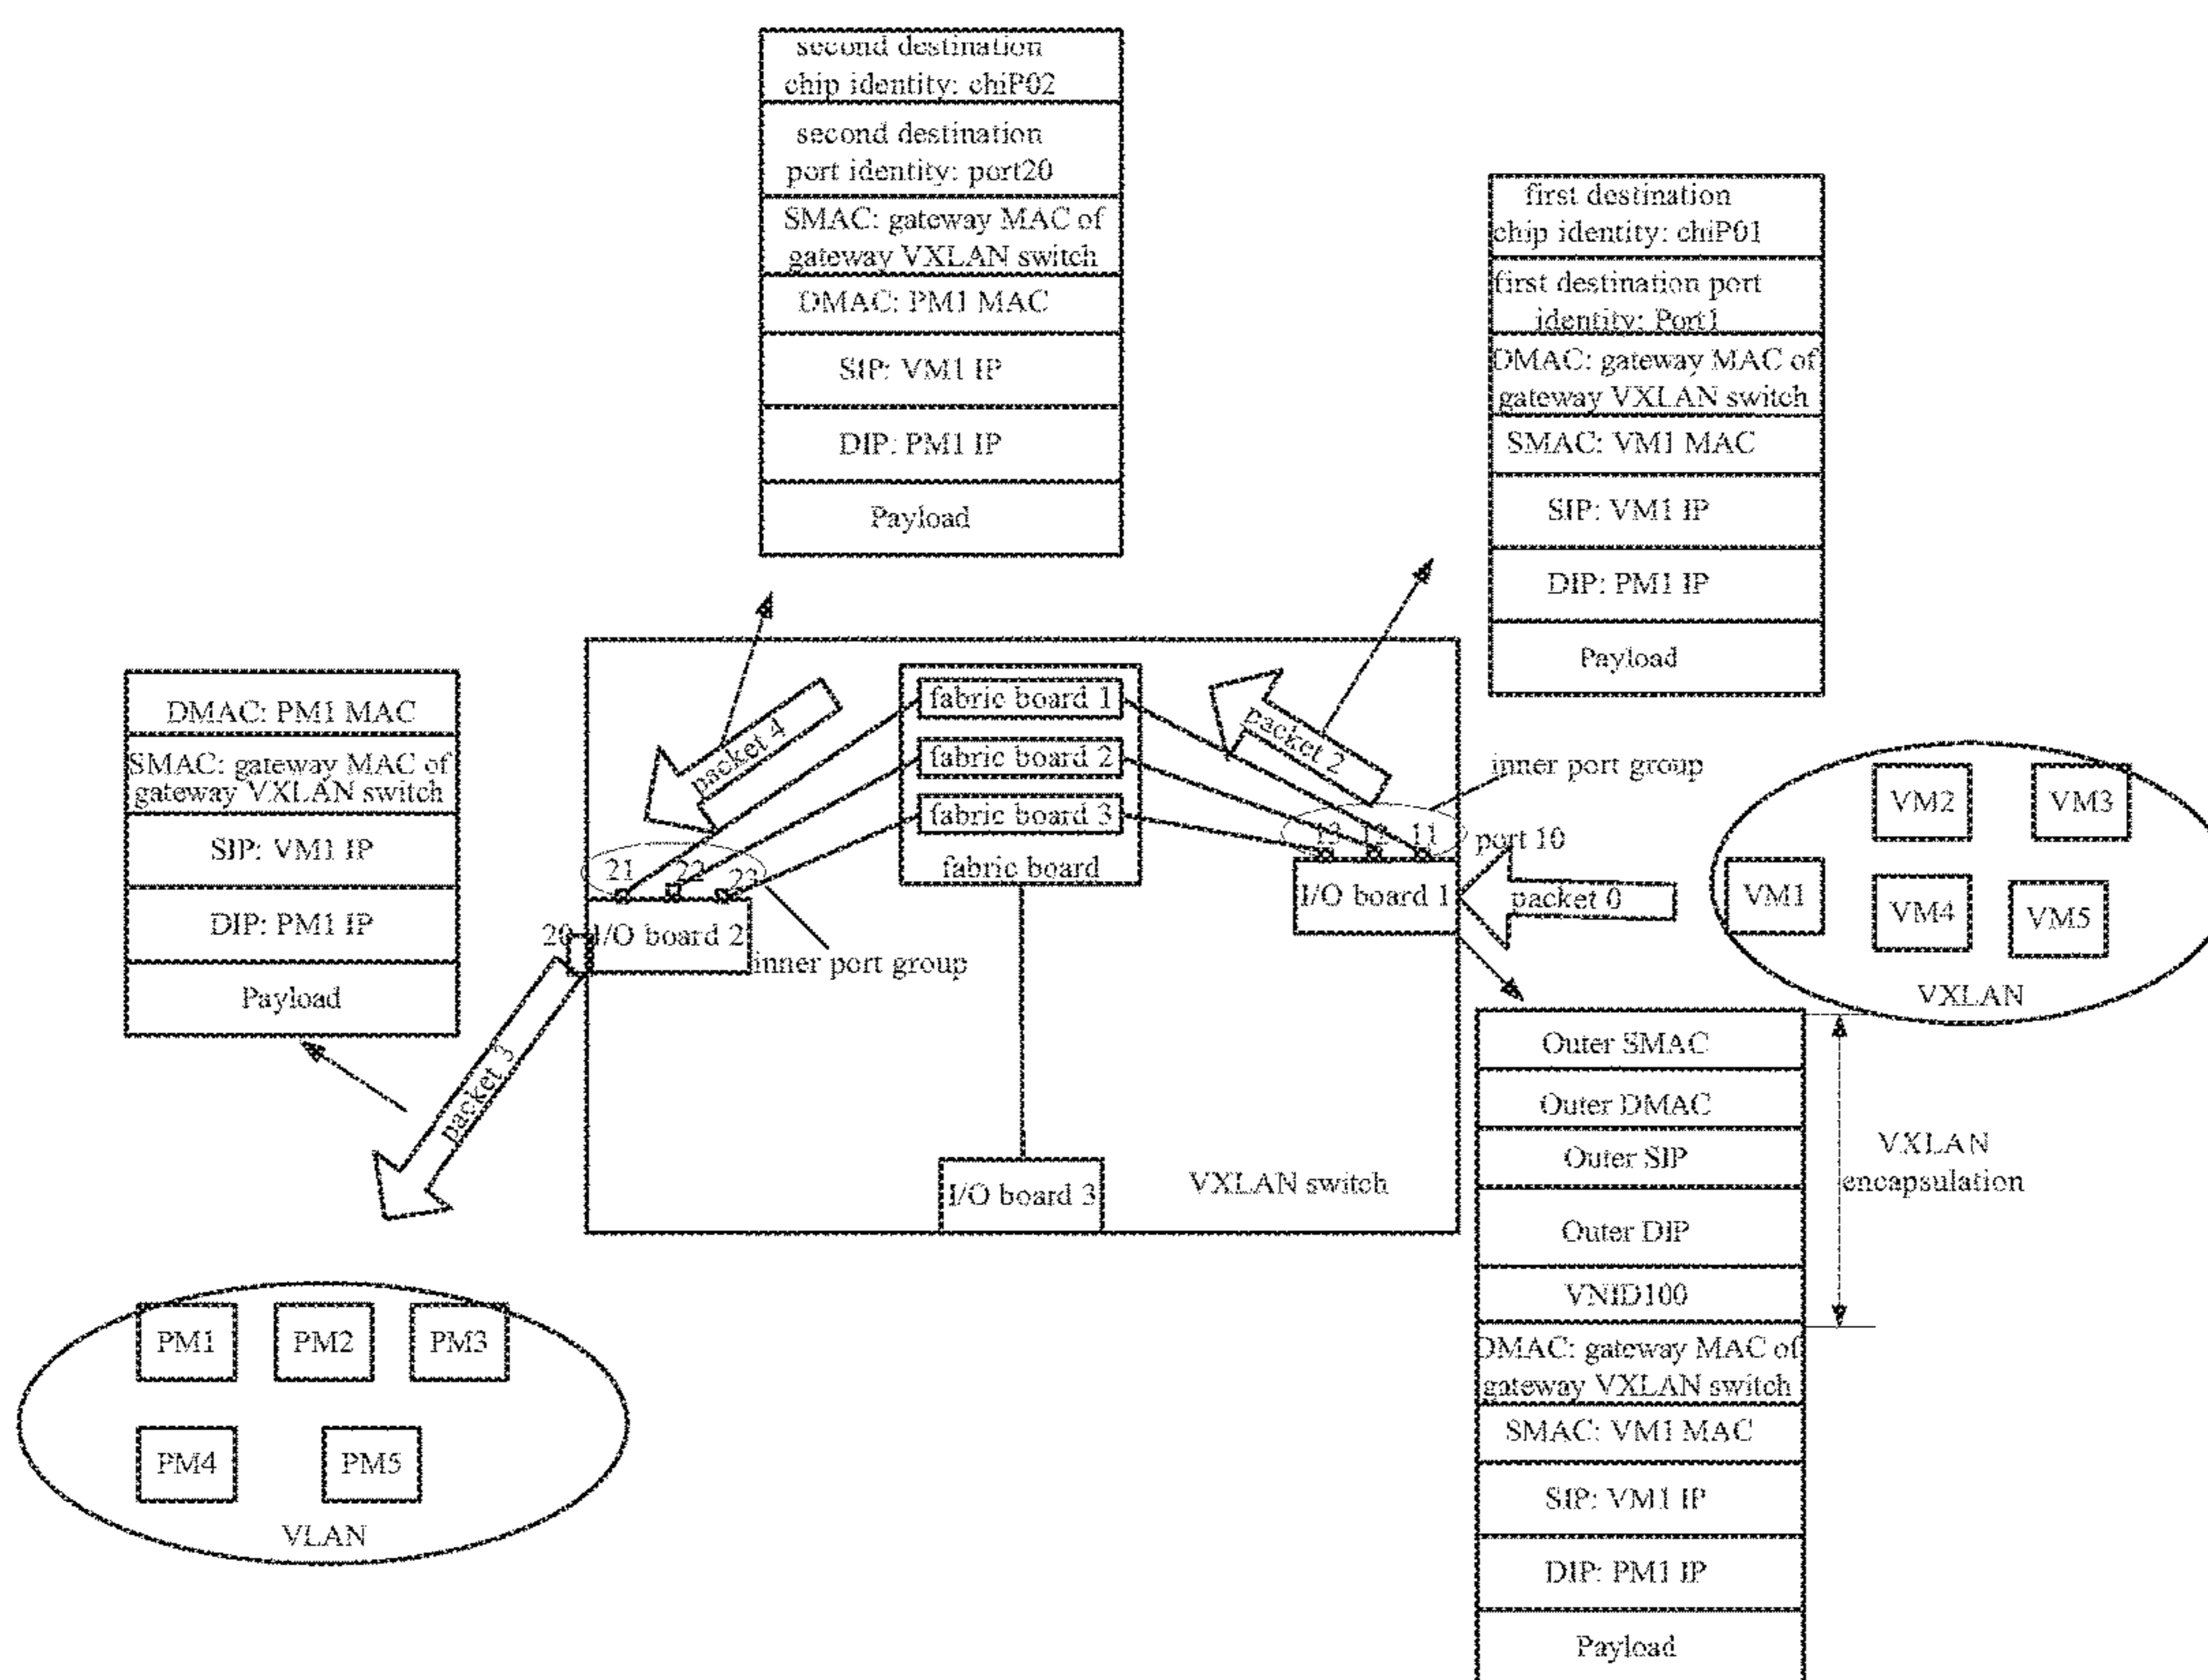 second destination
chip identity: chiP02
second destination
port identity: port20
SMAC: gateway MAC of
gateway VXLAN switch
DMAC: PM1 MAC
SIP: VM1 IP
DIP: PM1 IP
Payload
first destination
chip identity: chiP01
first destination port
identity: Port1
DMAC: gateway MAC of
gateway VXLAN switch
SMAC: VM1 MAC
SIP: VM1 IP
DIP: PM1 IP
Payload
DMAC: PM1 MAC
SMAC: gateway MAC of
gateway VXLAN switch
SIP: VM1 IP
DIP: PM1 IP
Payload
packet 4
fabric board 1
fabric board 2
fabric board 3
fabric board
packet 2
inner port group
13 12 11
port 10
I/O board 1
packet 0
VM2
VM3
VM1
VM4
VM5
VXLAN
21
22
23
20
I/O board 2
inner port group
packet 3
I/O board 3
VXLAN switch
Outer SMAC
Outer DMAC
Outer SIP
Outer DIP
VNID100
VXLAN
encapsulation
DMAC: gateway MAC of
gateway VXLAN switch
SMAC: VM1 MAC
SIP: VM1 IP
DIP: PM1 IP
Payload
PM1
PM2
PM3
PM4
PM5
VLAN